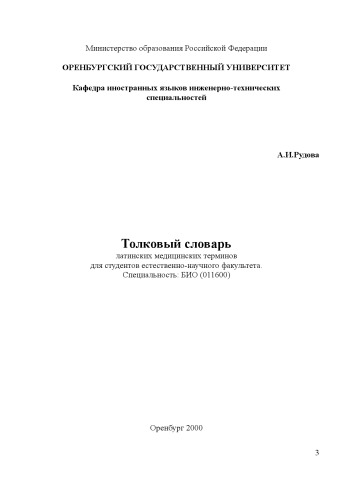 Министерство образования Российской Федерации
ОРЕНБУРГСКИЙ ГОСУДАРСТВЕННЫЙ УНИВЕРСИТЕТ
Кафедра иностранных языков инженерно-технических
специальностей
А.И.Рудова
Толковый словарь
латинских медицинских терминов
для студентов естественно-научного факультета.
Специальность: БИО (011600)
Оренбург 2000
3